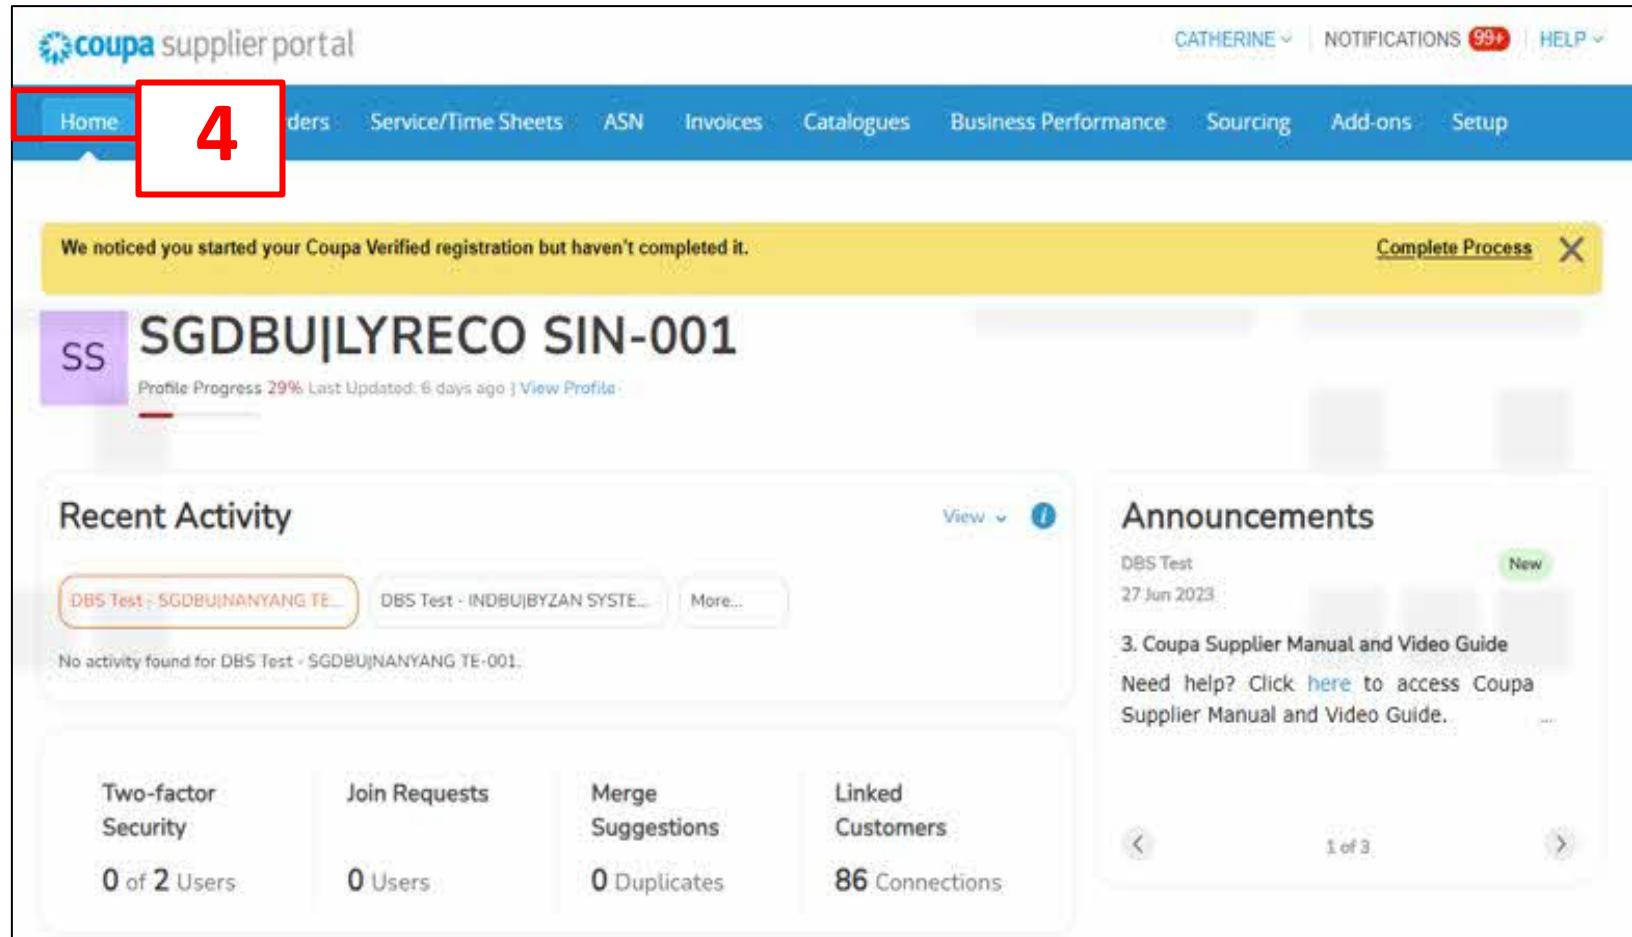 coupa supplier portal
CATHERINE NOTIFICATIONS 99+ HELP
Home 4 ders Service/Time Sheets ASN Invoices Catalogues Business Performance Sourcing Add-ons Setup
We noticed you started your Coupa Verified registration but haven't completed it. Complete Process
SS SGDBU|LYRECO SIN-001
Profile Progress 29% Last Updated: 6 days ago | View Profile
Recent Activity View i
DBS Test - SGDBU|NANYANG TE... DBS Test - INDBU|BYZAN SYSTE... More...
No activity found for DBS Test - SGDBU|NANYANG TE-001.
Announcements
DBS Test New
27 Jun 2023
3. Coupa Supplier Manual and Video Guide
Need help? Click here to access Coupa
Supplier Manual and Video Guide. ...
1 of 3
Two-factor
Security
0 of 2 Users
Join Requests
0 Users
Merge
Suggestions
0 Duplicates
Linked
Customers
86 Connections